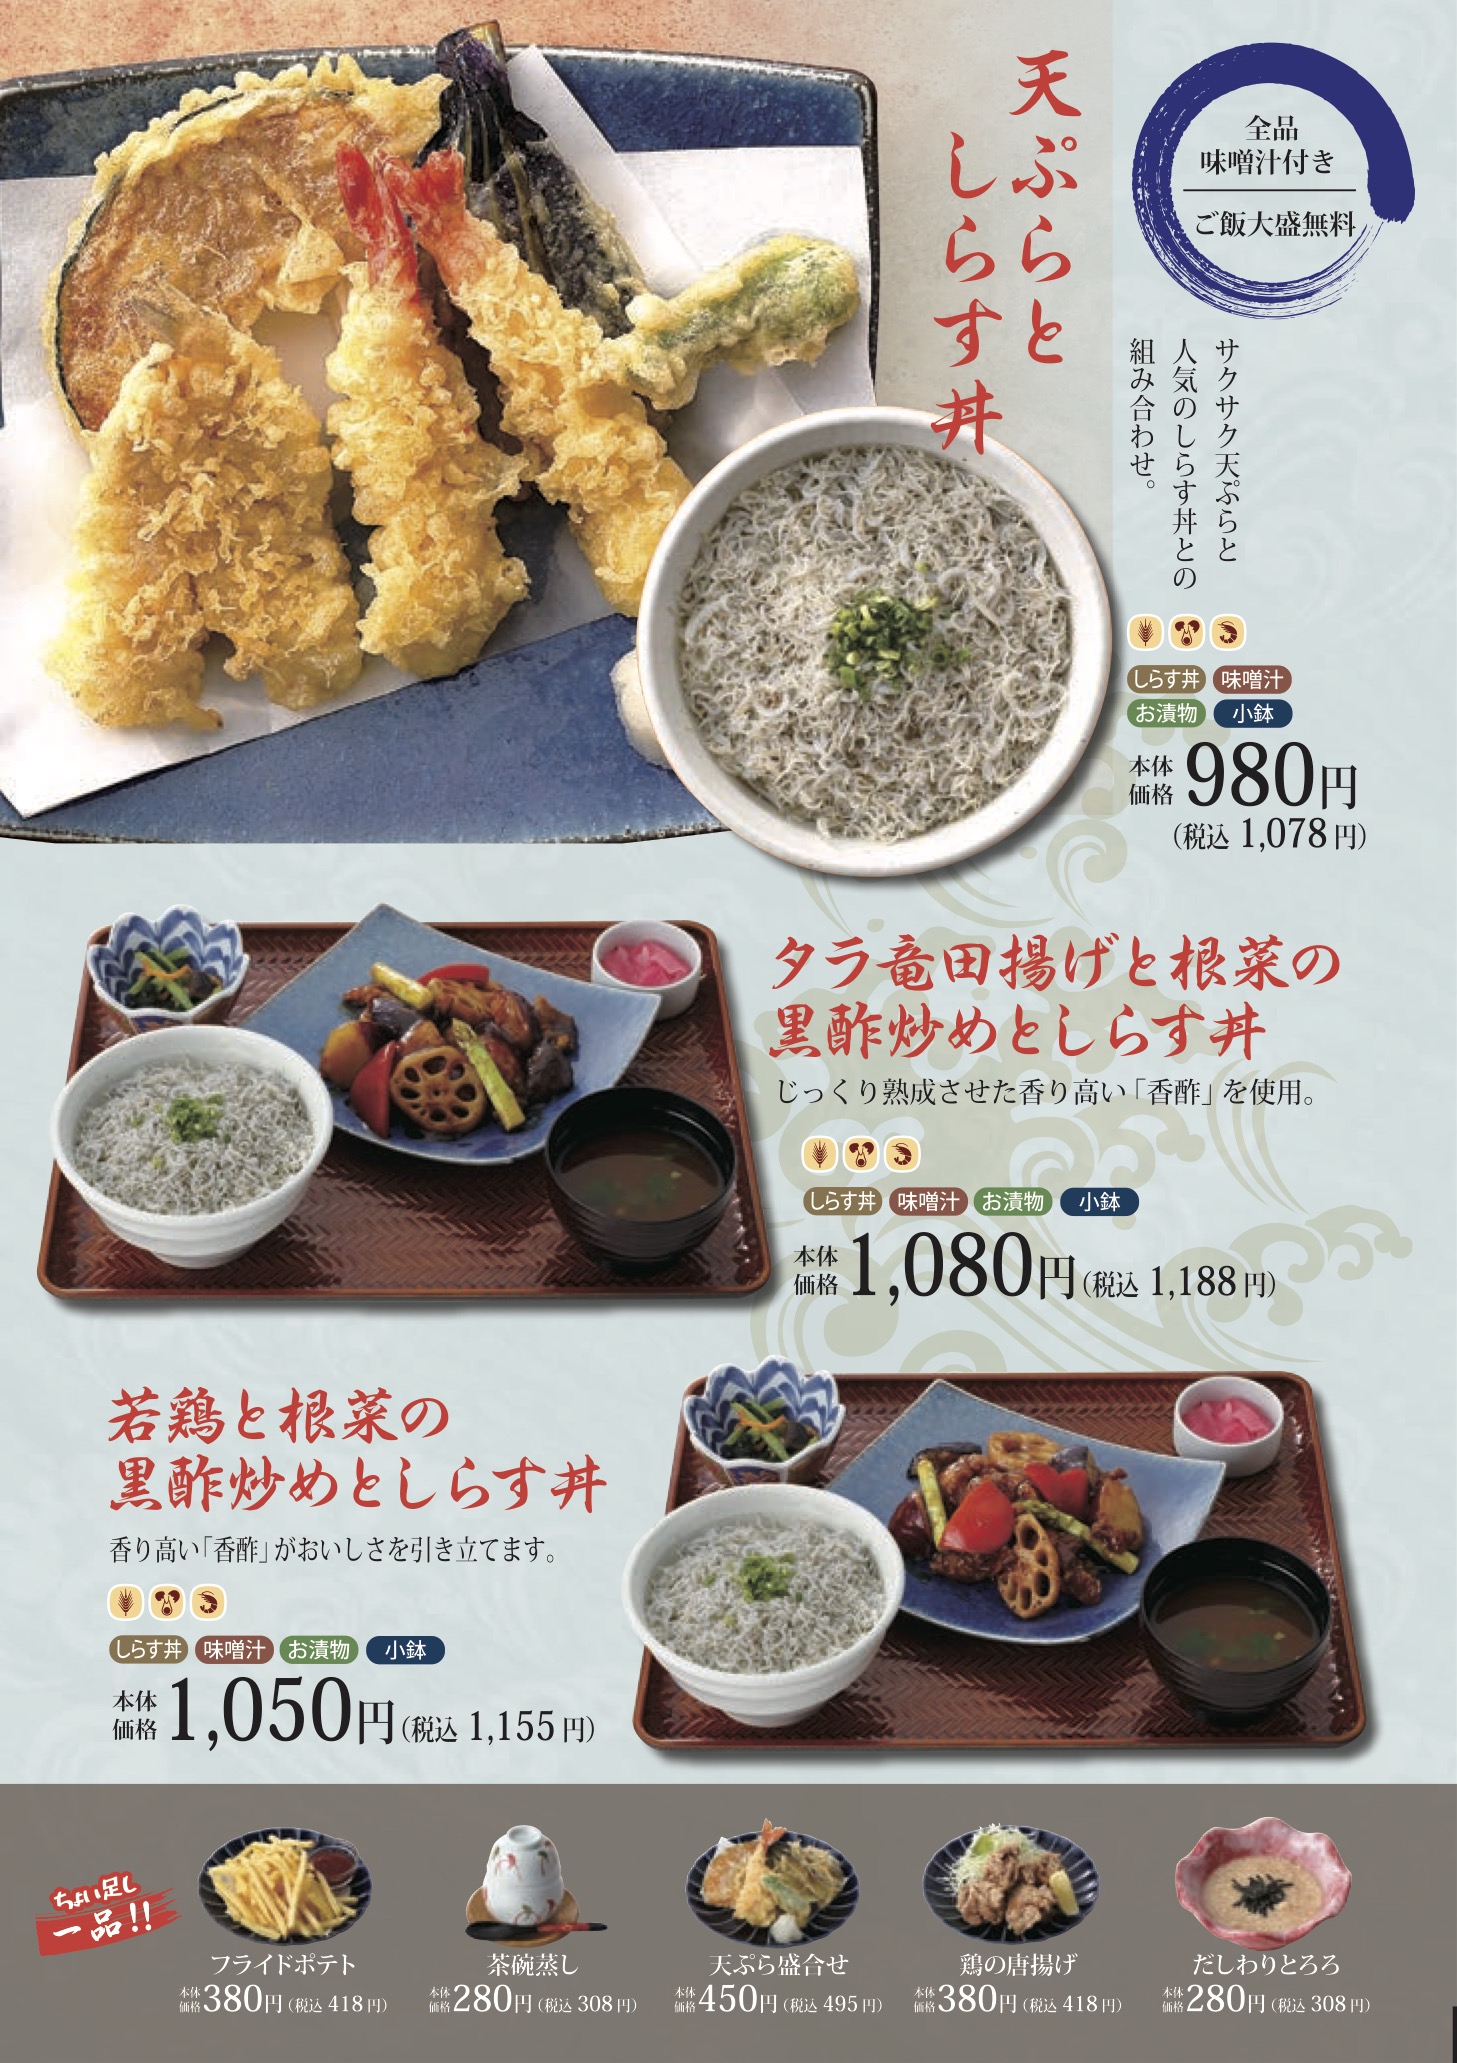 天ぷらと
しらす丼
全品
味噌汁付き
ご飯大盛無料
サクサク天ぷらと
人気のしらす丼との
組み合わせ。
しらす丼 味噌汁
お漬物 小鉢
本体価格 980円
(税込 1,078円)
タラ竜田揚げと根菜の
黒酢炒めとしらす丼
じっくり熟成させた香り高い「香酢」を使用。
しらす丼 味噌汁 お漬物 小鉢
本体価格 1,080円(税込 1,188円)
若鶏と根菜の
黒酢炒めとしらす丼
香り高い「香酢」がおいしさを引き立てます。
しらす丼 味噌汁 お漬物 小鉢
本体価格 1,050円(税込 1,155円)
ちょい足し
一品!!
フライドポテト
本体価格 380円(税込 418円)
茶碗蒸し
本体価格 280円(税込 308円)
天ぷら盛合せ
本体価格 450円(税込 495円)
鶏の唐揚げ
本体価格 380円(税込 418円)
だしわりとろろ
本体価格 280円(税込 308円)